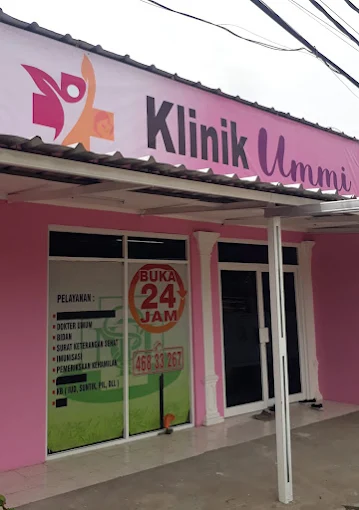 Klinik Ummi
PELAYANAN :
• DOKTER UMUM
• BIDAN
• SURAT KETERANGAN SEHAT
• IMUNISASI
• PEMERIKSAAN KEHAMILAN
• KB ( IUD, SUNTIK, PIL, DLL )
BUKA
24
JAM
468 33 267